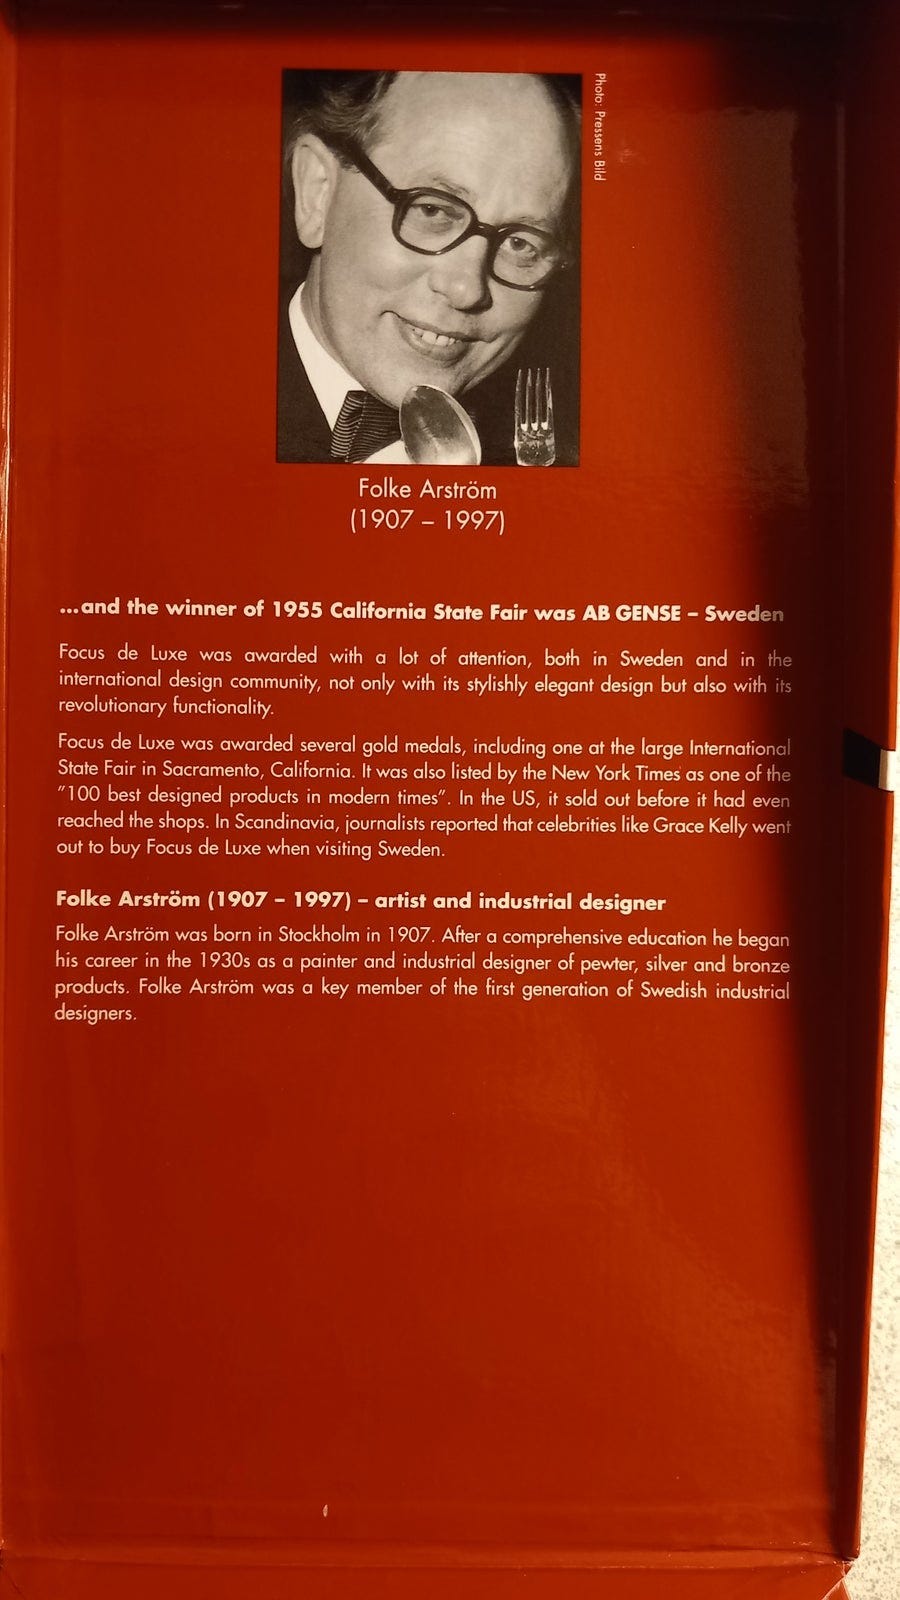 Photo: Pressens Bild
Folke Arström
(1907 – 1997)
...and the winner of 1955 California State Fair was AB GENSE – Sweden
Focus de Luxe was awarded with a lot of attention, both in Sweden and in the
international design community, not only with its stylishly elegant design but also with its
revolutionary functionality.
Focus de Luxe was awarded several gold medals, including one at the large International
State Fair in Sacramento, California. It was also listed by the New York Times as one of the
"100 best designed products in modern times". In the US, it sold out before it had even
reached the shops. In Scandinavia, journalists reported that celebrities like Grace Kelly went
out to buy Focus de Luxe when visiting Sweden.
Folke Arström (1907 – 1997) – artist and industrial designer
Folke Arström was born in Stockholm in 1907. After a comprehensive education he began
his career in the 1930s as a painter and industrial designer of pewter, silver and bronze
products. Folke Arström was a key member of the first generation of Swedish industrial
designers.